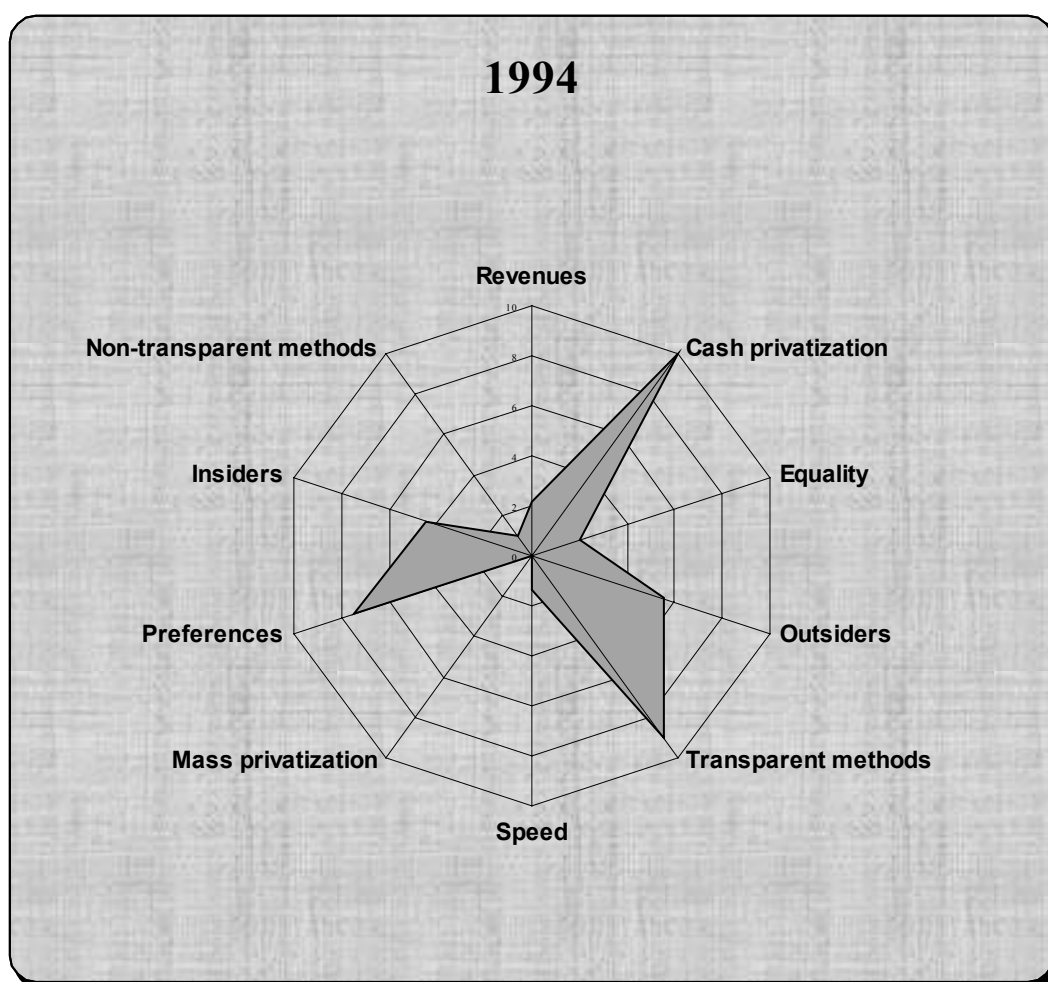 1994
Revenues
10
Non-transparent methods
Cash privatization
8
6
Insiders
Equality
4
2
0
Preferences
Outsiders
Mass privatization
Transparent methods
Speed